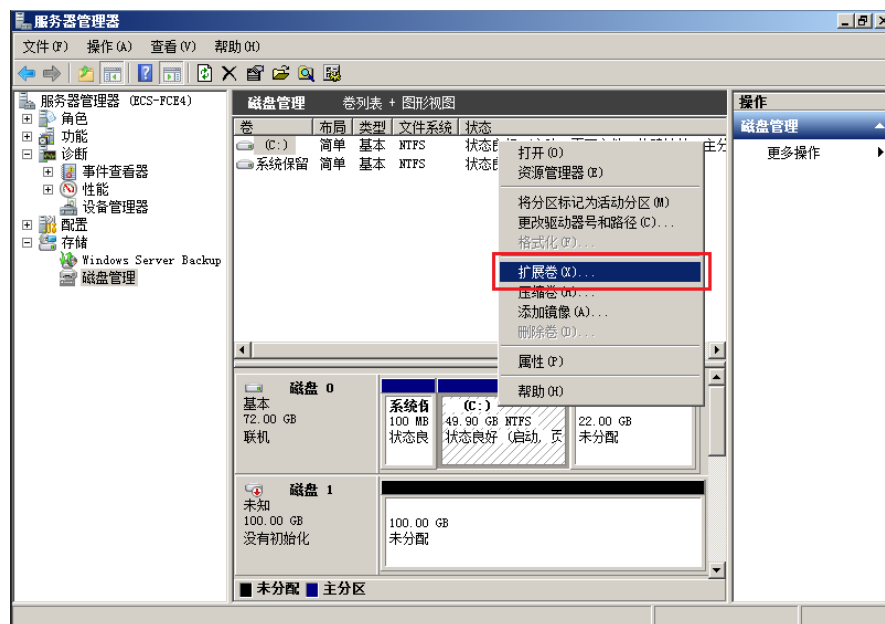 服务器管理器
文件(F) 操作(A) 查看(V) 帮助(H)
服务器管理器 (ECS-FCE4)
角色
功能
诊断
事件查看器
性能
设备管理器
配置
存储
Windows Server Backup
磁盘管理
磁盘管理 卷列表 + 图形视图
卷 布局 类型 文件系统 状态
(C:) 简单 基本 NTFS 状态良 主分
系统保留 简单 基本 NTFS 状态良
打开(O)
资源管理器(E)
将分区标记为活动分区(M)
更改驱动器号和路径(C)...
格式化(F)...
扩展卷(X)...
压缩卷(H)...
添加镜像(A)...
删除卷(D)...
属性(P)
帮助(H)
磁盘 0
基本
72.00 GB
联机
系统保
100 MB
状态良
(C:)
49.90 GB NTFS
状态良好 (启动, 页
22.00 GB
未分配
磁盘 1
未知
100.00 GB
没有初始化
100.00 GB
未分配
未分配 主分区
操作
磁盘管理
更多操作